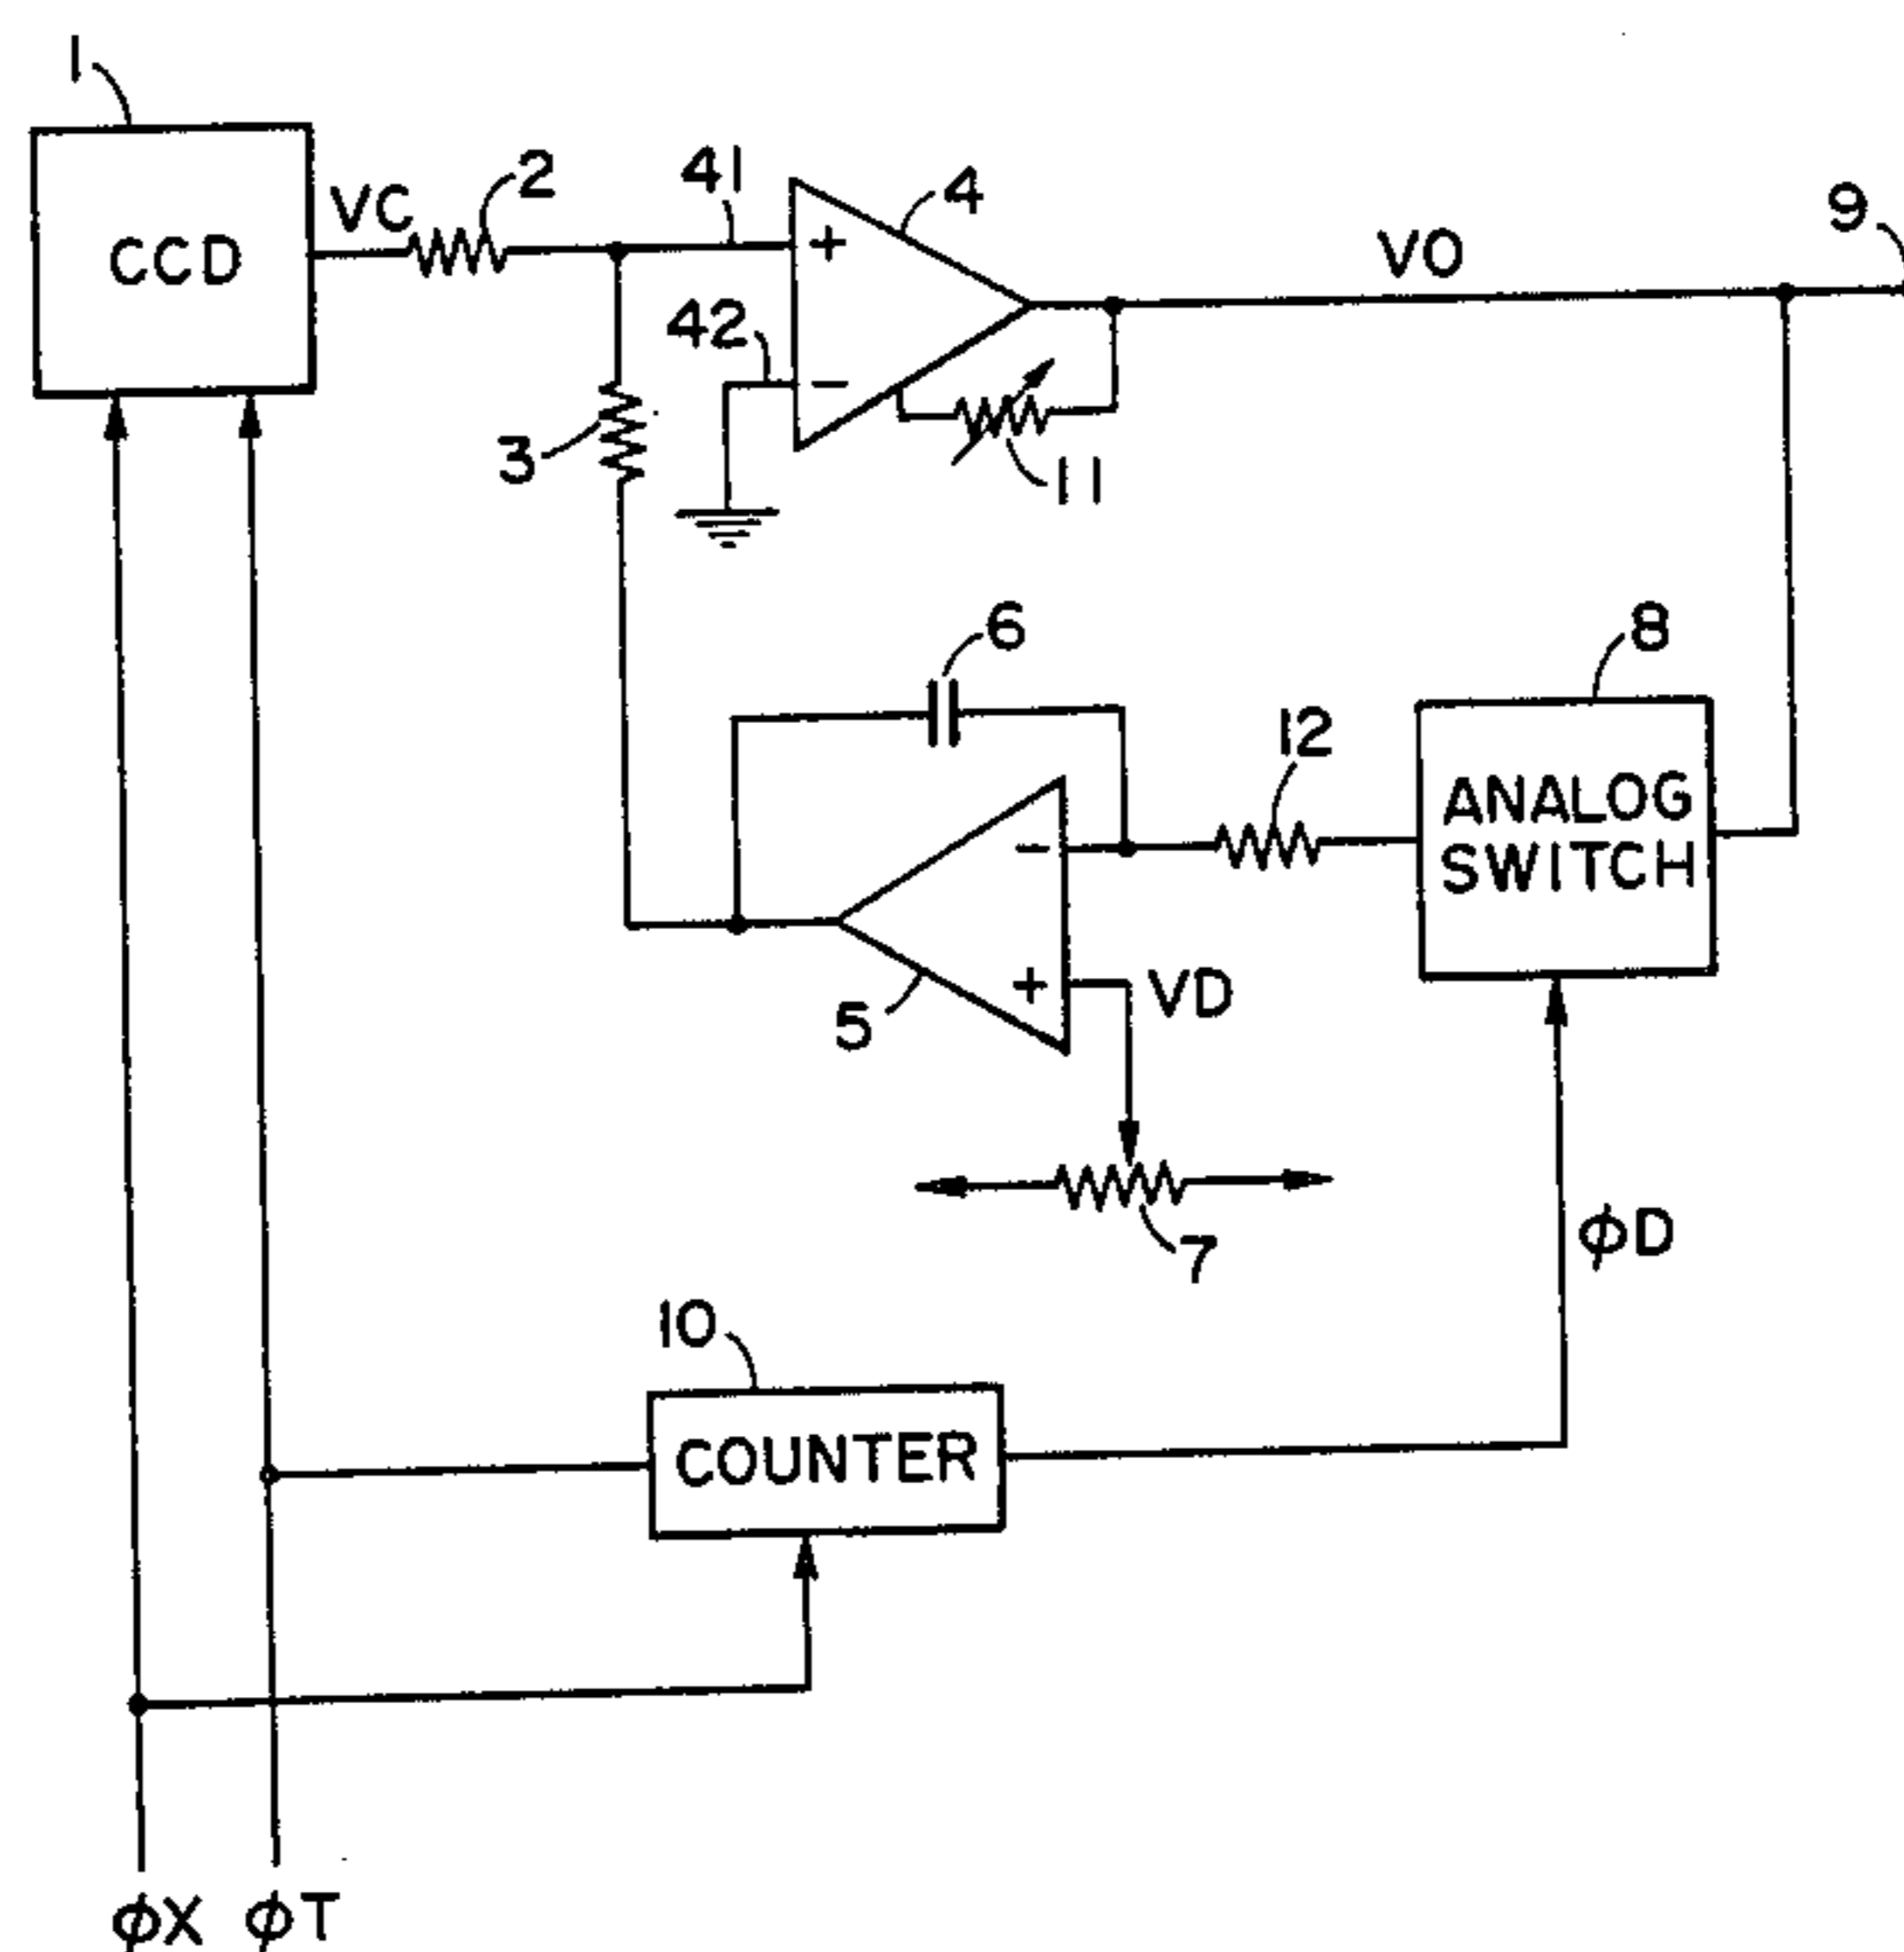 1
CCD
VC
2
41
+
4
42
−
3
11
VO
9
6
12
8
ANALOG
SWITCH
−
+
5
VD
7
φD
10
COUNTER
φX
φT